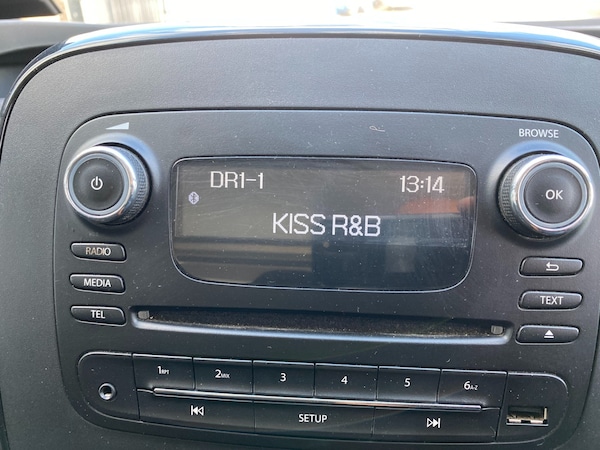 BROWSE
DR1-1 13:14
KISS R&B
OK
RADIO
MEDIA
TEL
TEXT
1RPT 2MIX 3 4 5 6A-Z
SETUP